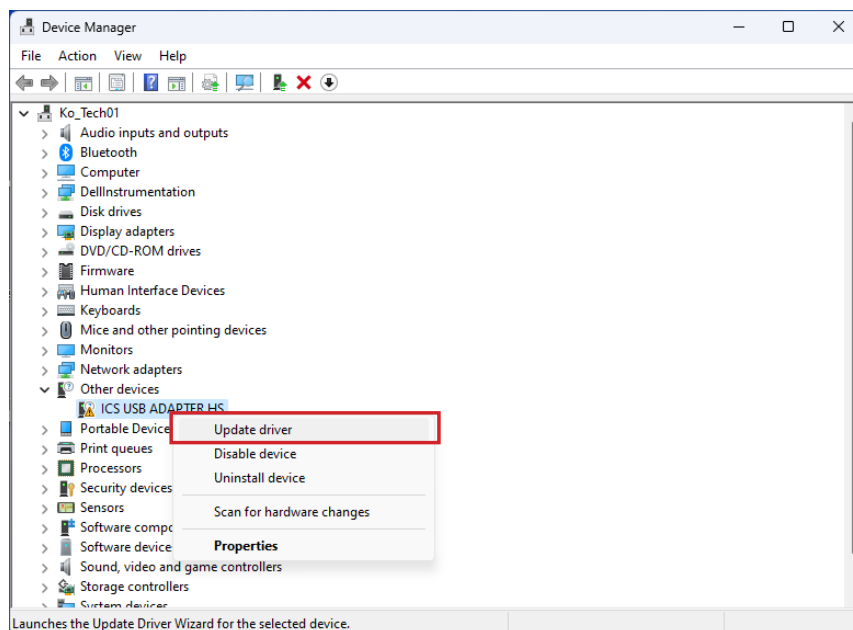 Device Manager
File Action View Help
Ko_Tech01
Audio inputs and outputs
Bluetooth
Computer
DellInstrumentation
Disk drives
Display adapters
DVD/CD-ROM drives
Firmware
Human Interface Devices
Keyboards
Mice and other pointing devices
Monitors
Network adapters
Other devices
ICS USB ADAPTER HS
Portable Device
Update driver
Print queues
Disable device
Processors
Uninstall device
Security devices
Sensors
Scan for hardware changes
Software compo
Software device
Properties
Sound, video and game controllers
Storage controllers
System devices
Launches the Update Driver Wizard for the selected device.